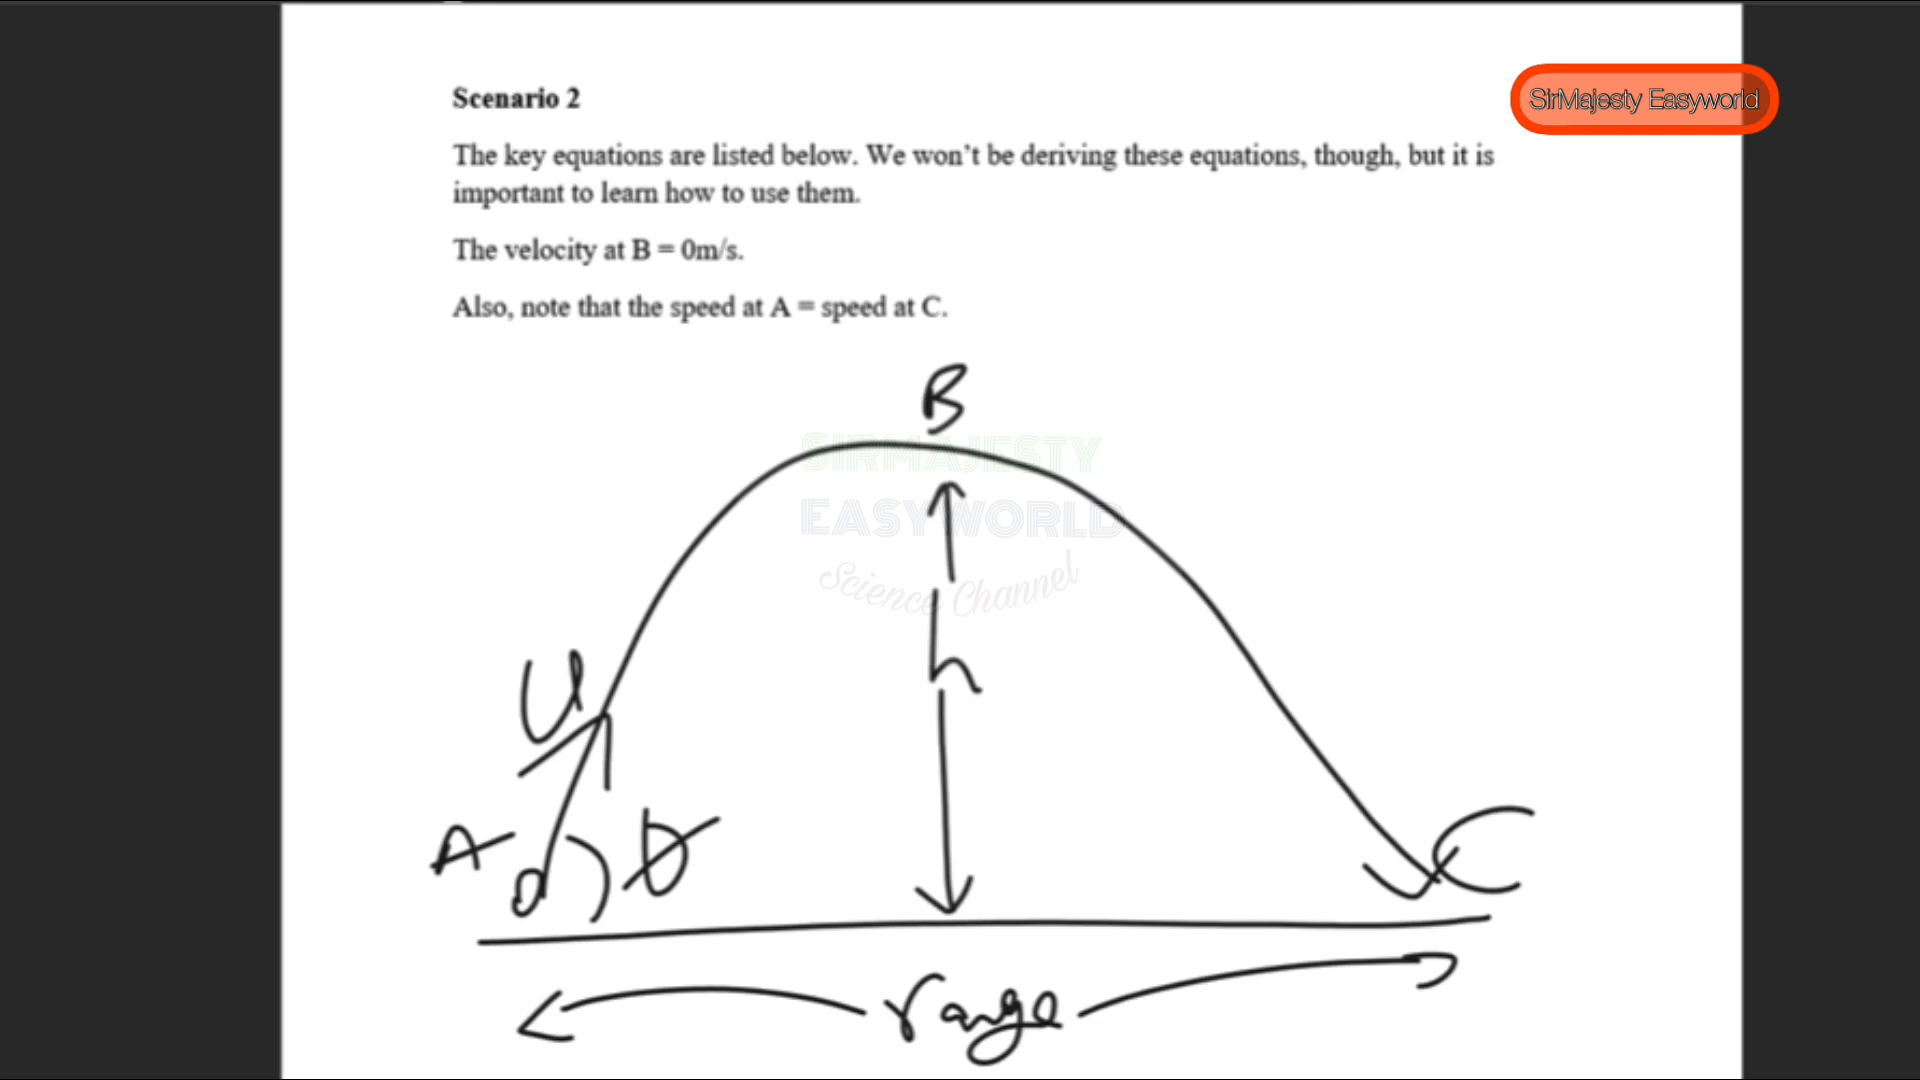 SirMajesty Easyworld
Scenario 2
The key equations are listed below. We won't be deriving these equations, though, but it is
important to learn how to use them.
The velocity at B = 0m/s.
Also, note that the speed at A = speed at C.
B
SIRMAJESTY
EASYWORLD
Science Channel
h
U
A
θ
C
range